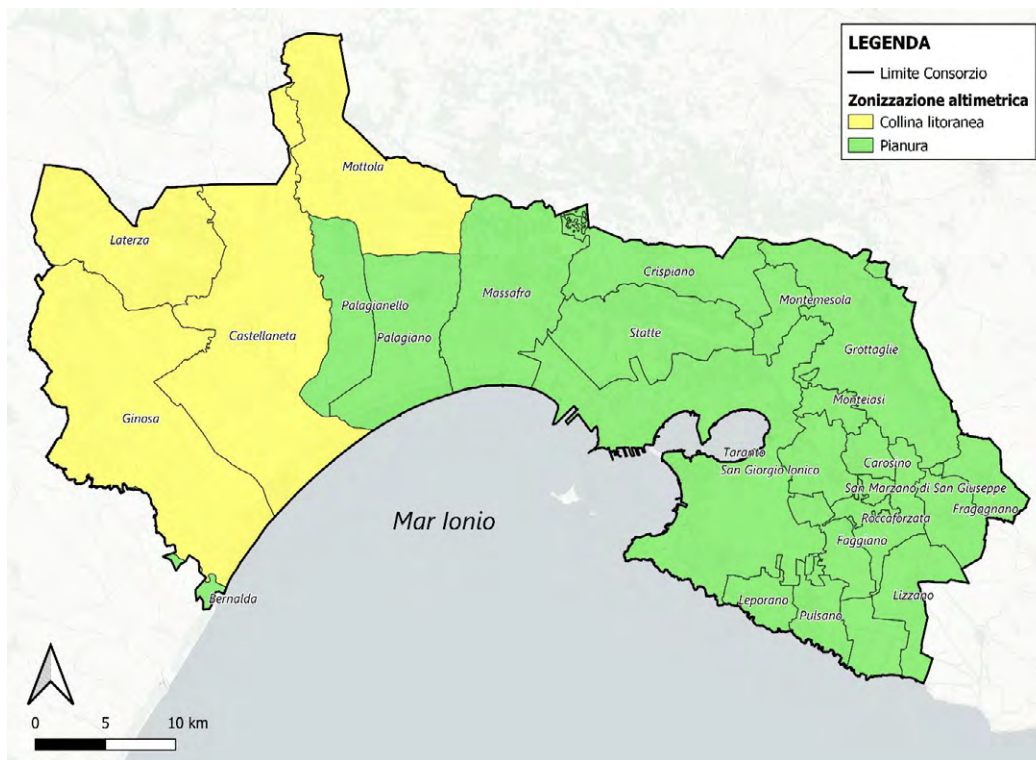 LEGENDA
Limite Consorzio
Zonizzazione altimetrica
Collina litoranea
Pianura
Mottola
Laterza
Crispiano
Massafra
Montemesola
Palagianello
Castellaneta
Palagiano
Statte
Grottaglie
Monteiasi
Ginosa
Taranto
Carosino
San Giorgio Ionico
San Marzano di San Giuseppe
Fragagnano
Roccaforzata
Mar Ionio
Faggiano
Lizzano
Bernalda
Leporano
Pulsano
0 5 10 km